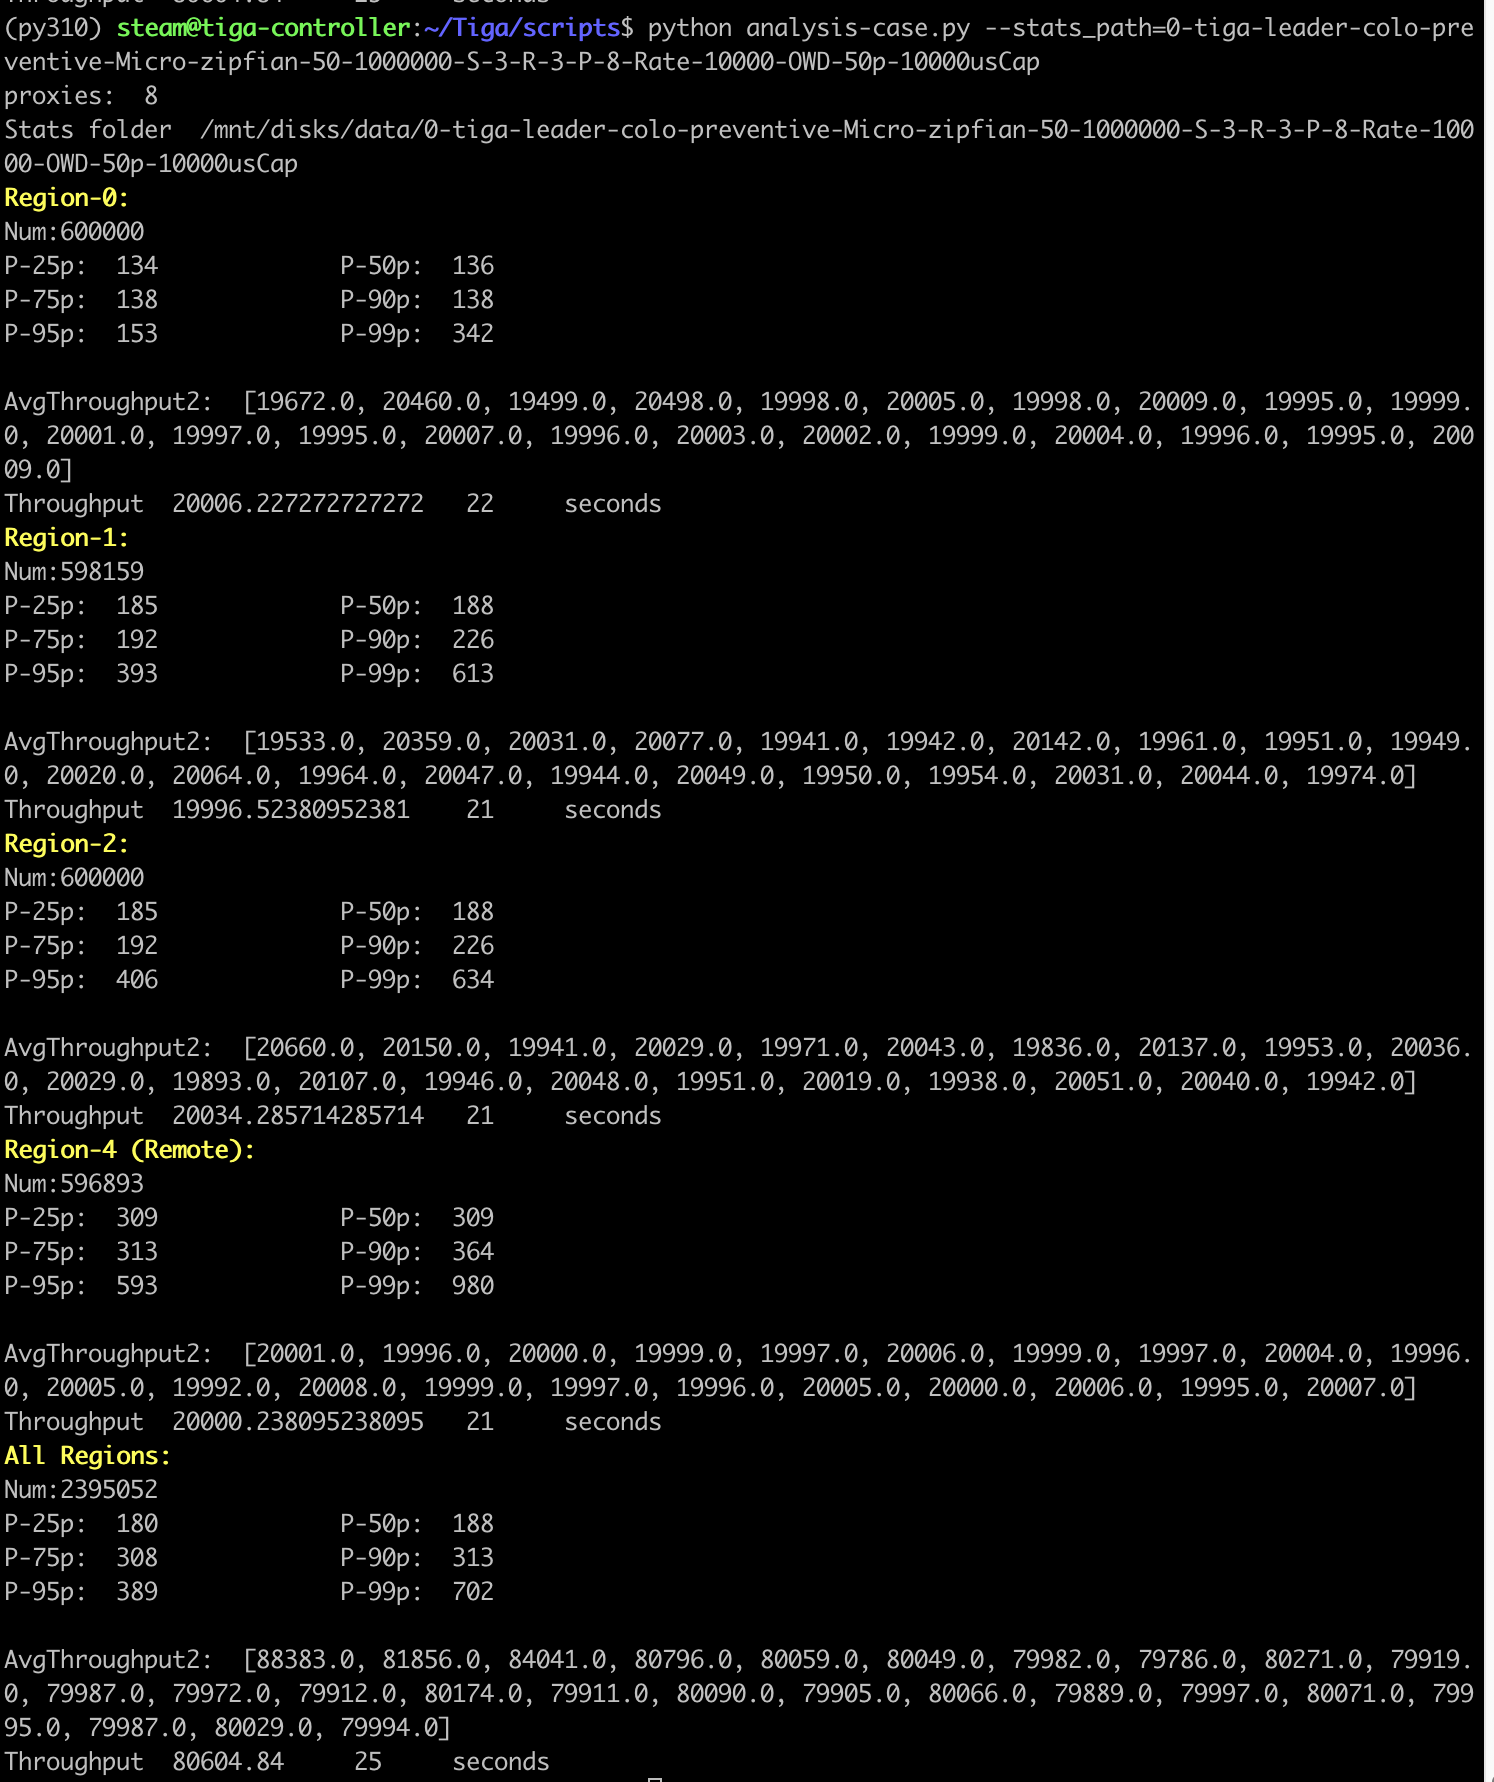 (py310) steam@tiga-controller:~/Tiga/scripts$ python analysis-case.py --stats_path=0-tiga-leader-colo-pre
ventive-Micro-zipfian-50-1000000-S-3-R-3-P-8-Rate-10000-OWD-50p-10000usCap
proxies:  8
Stats folder  /mnt/disks/data/0-tiga-leader-colo-preventive-Micro-zipfian-50-1000000-S-3-R-3-P-8-Rate-100
00-OWD-50p-10000usCap
Region-0:
Num:600000
P-25p:  134             P-50p:  136
P-75p:  138             P-90p:  138
P-95p:  153             P-99p:  342
AvgThroughput2:  [19672.0, 20460.0, 19499.0, 20498.0, 19998.0, 20005.0, 19998.0, 20009.0, 19995.0, 19999.
0, 20001.0, 19997.0, 19995.0, 20007.0, 19996.0, 20003.0, 20002.0, 19999.0, 20004.0, 19996.0, 19995.0, 200
09.0]
Throughput  20006.227272727272   22     seconds
Region-1:
Num:598159
P-25p:  185             P-50p:  188
P-75p:  192             P-90p:  226
P-95p:  393             P-99p:  613
AvgThroughput2:  [19533.0, 20359.0, 20031.0, 20077.0, 19941.0, 19942.0, 20142.0, 19961.0, 19951.0, 19949.
0, 20020.0, 20064.0, 19964.0, 20047.0, 19944.0, 20049.0, 19950.0, 19954.0, 20031.0, 20044.0, 19974.0]
Throughput  19996.52380952381    21     seconds
Region-2:
Num:600000
P-25p:  185             P-50p:  188
P-75p:  192             P-90p:  226
P-95p:  406             P-99p:  634
AvgThroughput2:  [20660.0, 20150.0, 19941.0, 20029.0, 19971.0, 20043.0, 19836.0, 20137.0, 19953.0, 20036.
0, 20029.0, 19893.0, 20107.0, 19946.0, 20048.0, 19951.0, 20019.0, 19938.0, 20051.0, 20040.0, 19942.0]
Throughput  20034.285714285714   21     seconds
Region-4 (Remote):
Num:596893
P-25p:  309             P-50p:  309
P-75p:  313             P-90p:  364
P-95p:  593             P-99p:  980
AvgThroughput2:  [20001.0, 19996.0, 20000.0, 19999.0, 19997.0, 20006.0, 19999.0, 19997.0, 20004.0, 19996.
0, 20005.0, 19992.0, 20008.0, 19999.0, 19997.0, 19996.0, 20005.0, 20000.0, 20006.0, 19995.0, 20007.0]
Throughput  20000.238095238095   21     seconds
All Regions:
Num:2395052
P-25p:  180             P-50p:  188
P-75p:  308             P-90p:  313
P-95p:  389             P-99p:  702
AvgThroughput2:  [88383.0, 81856.0, 84041.0, 80796.0, 80059.0, 80049.0, 79982.0, 79786.0, 80271.0, 79919.
0, 79987.0, 79972.0, 79912.0, 80174.0, 79911.0, 80090.0, 79905.0, 80066.0, 79889.0, 79997.0, 80071.0, 799
95.0, 79987.0, 80029.0, 79994.0]
Throughput  80604.84     25     seconds